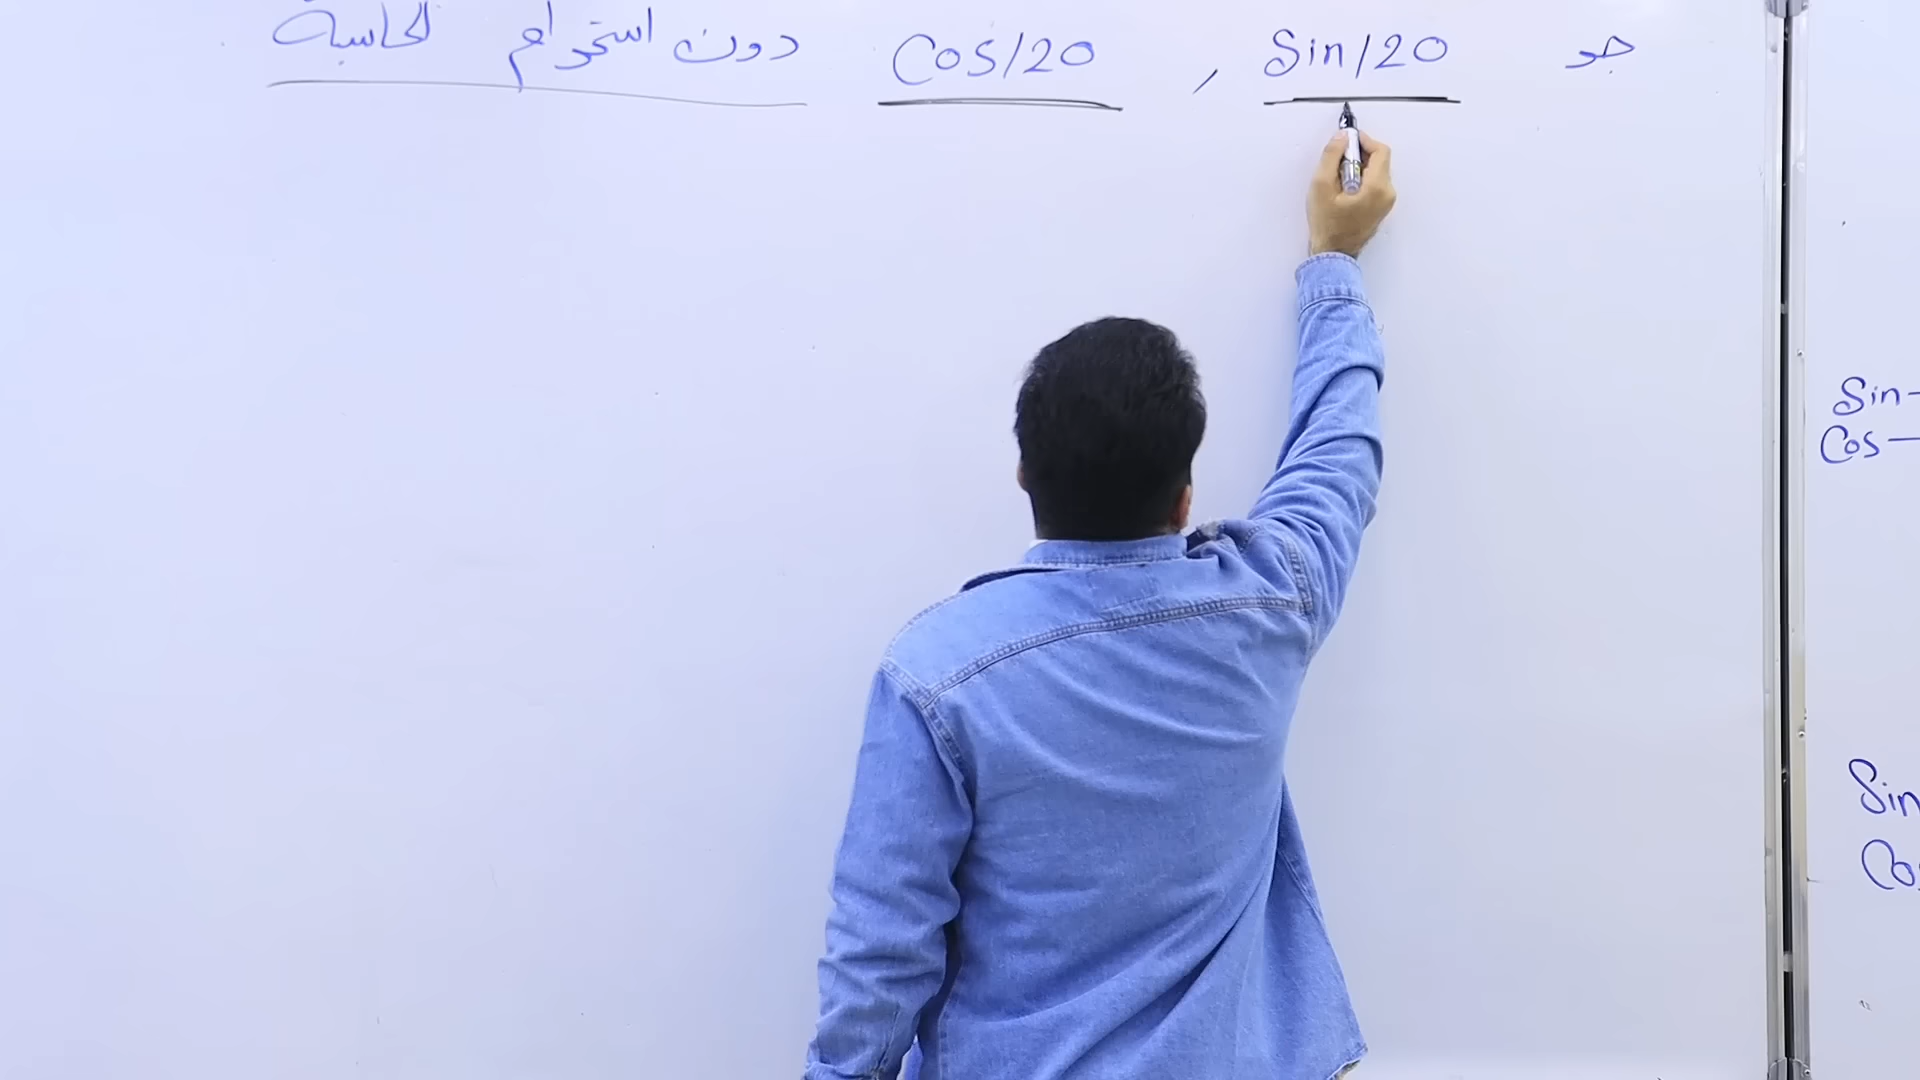 جد Sin120 , Cos120 دون استخدام الحاسبة
Sin-
Cos-
Sin
Cos